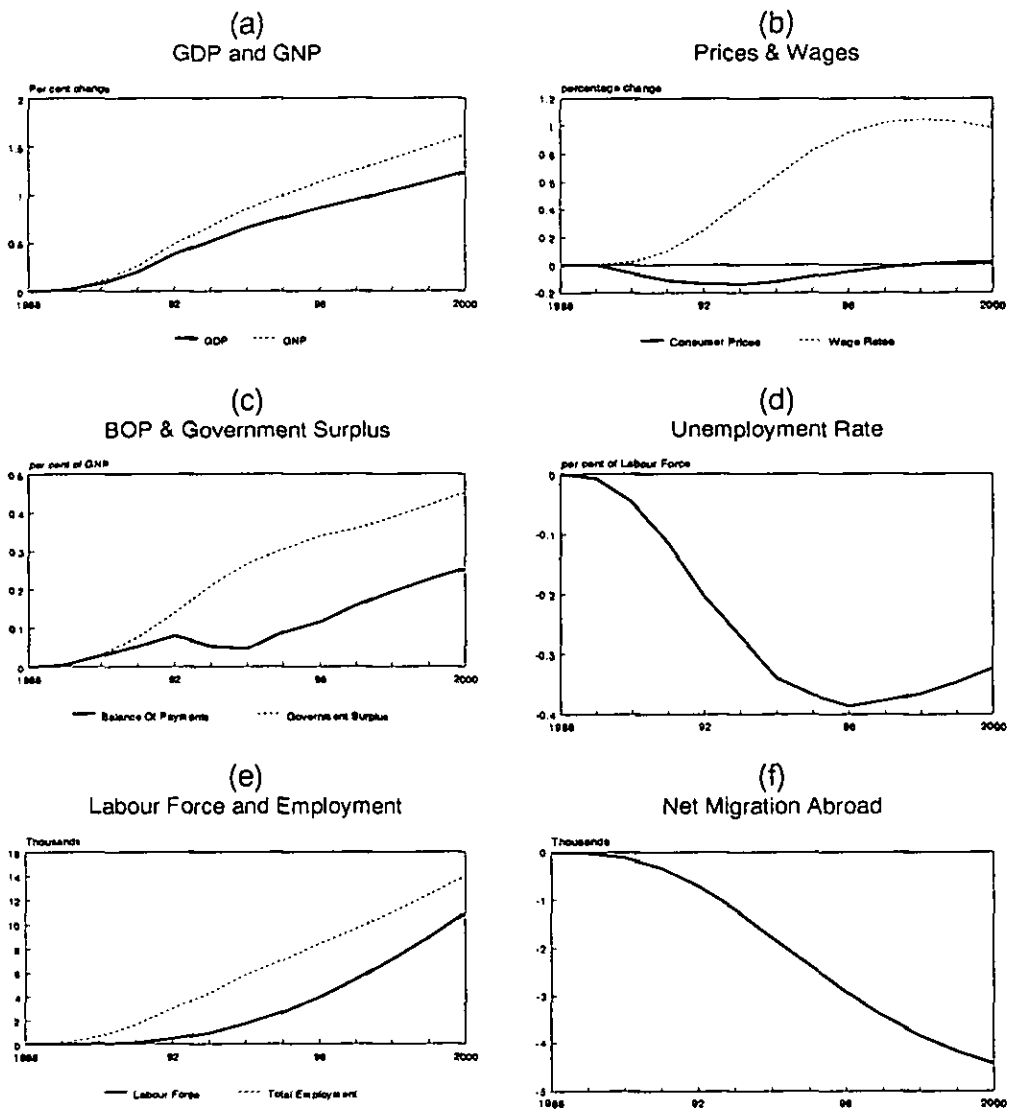 (a)
GDP and GNP
Per cent change
2
1.5
1
0.5
0
1988
92
96
2000
GDP
GNP
(b)
Prices & Wages
percentage change
1.2
1
0.8
0.6
0.4
0.2
0
-0.2
1988
92
96
2000
Consumer Prices
Wage Rates
(c)
BOP & Government Surplus
per cent of GNP
0.5
0.4
0.3
0.2
0.1
0
1988
92
96
2000
Balance Of Payments
Government Surplus
(d)
Unemployment Rate
per cent of Labour Force
0
-0.1
-0.2
-0.3
-0.4
1988
92
96
2000
(e)
Labour Force and Employment
Thousands
16
14
12
10
8
6
4
2
0
1988
92
96
2000
Labour Force
Total Employment
(f)
Net Migration Abroad
Thousands
0
-1
-2
-3
-4
-5
1988
92
96
2000